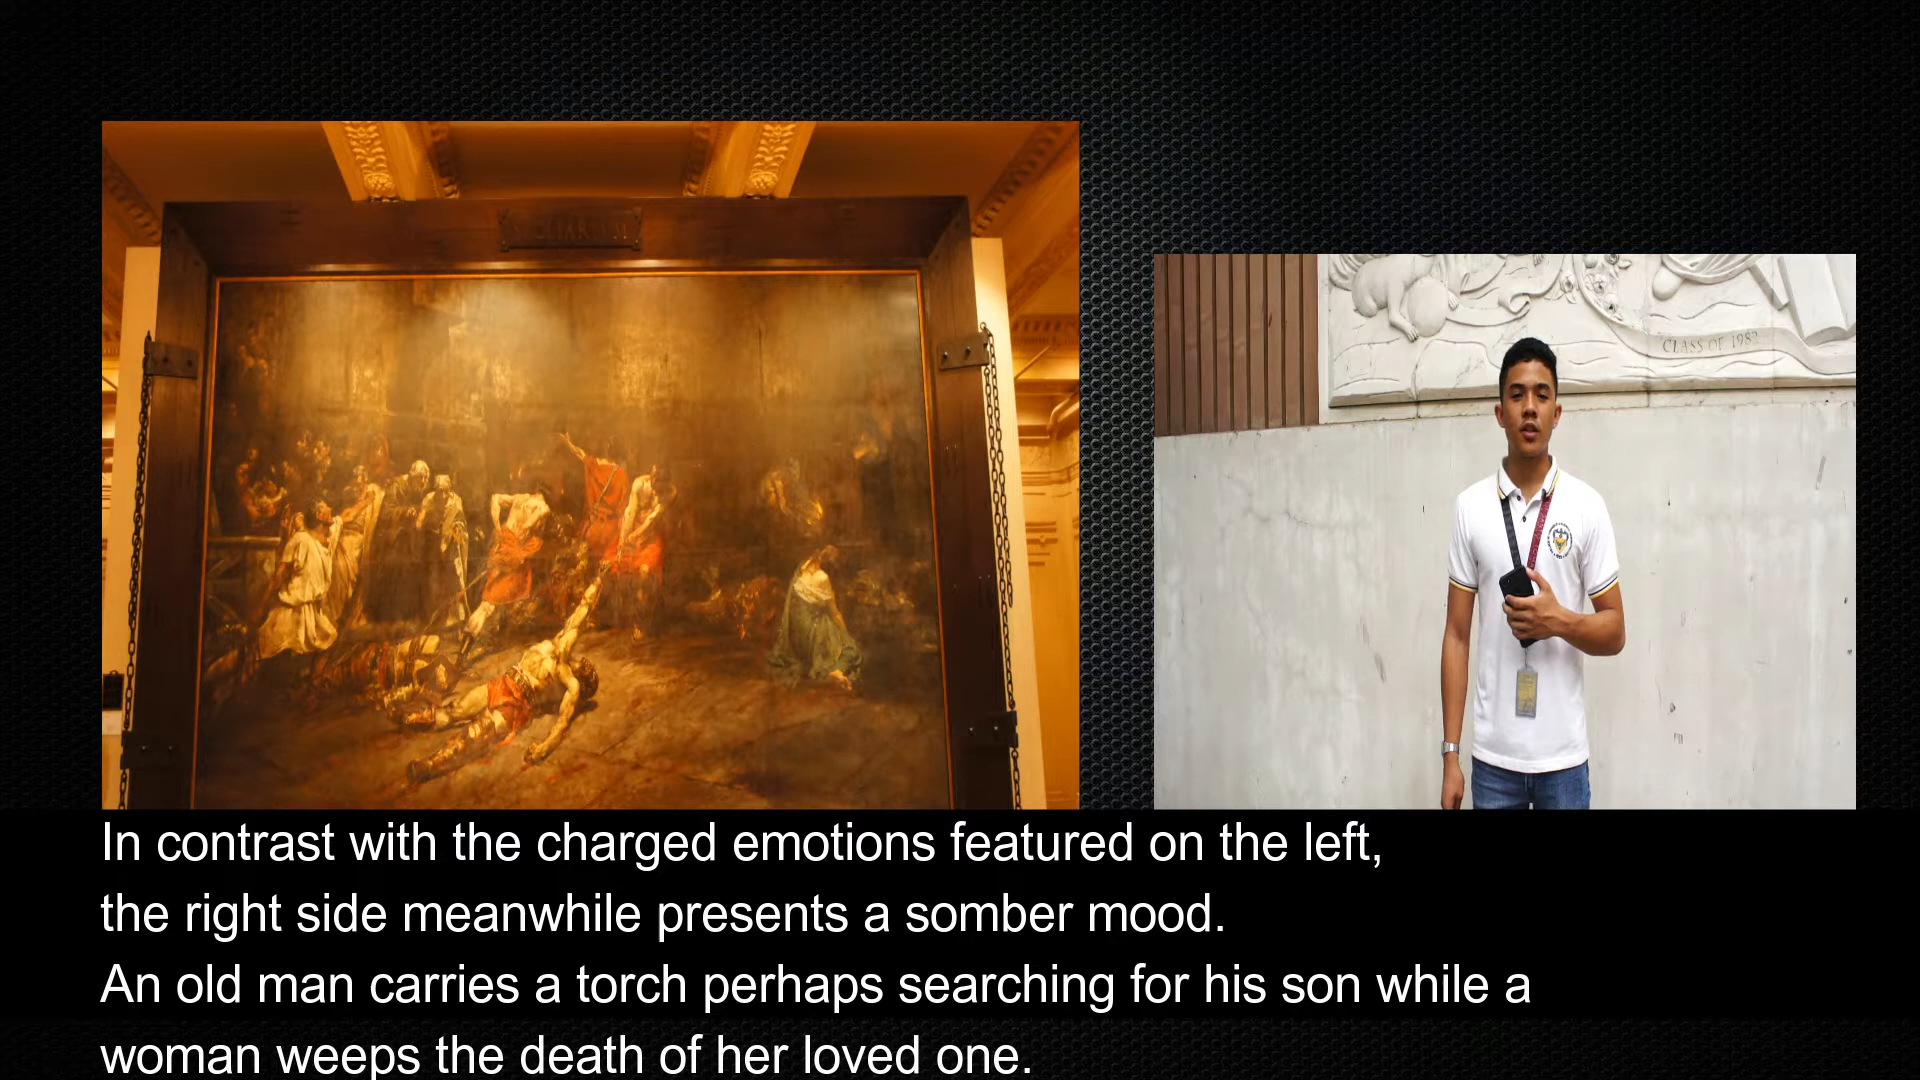 SPOLIARIUM
CLASS OF 1982
In contrast with the charged emotions featured on the left,
the right side meanwhile presents a somber mood.
An old man carries a torch perhaps searching for his son while a
woman weeps the death of her loved one.